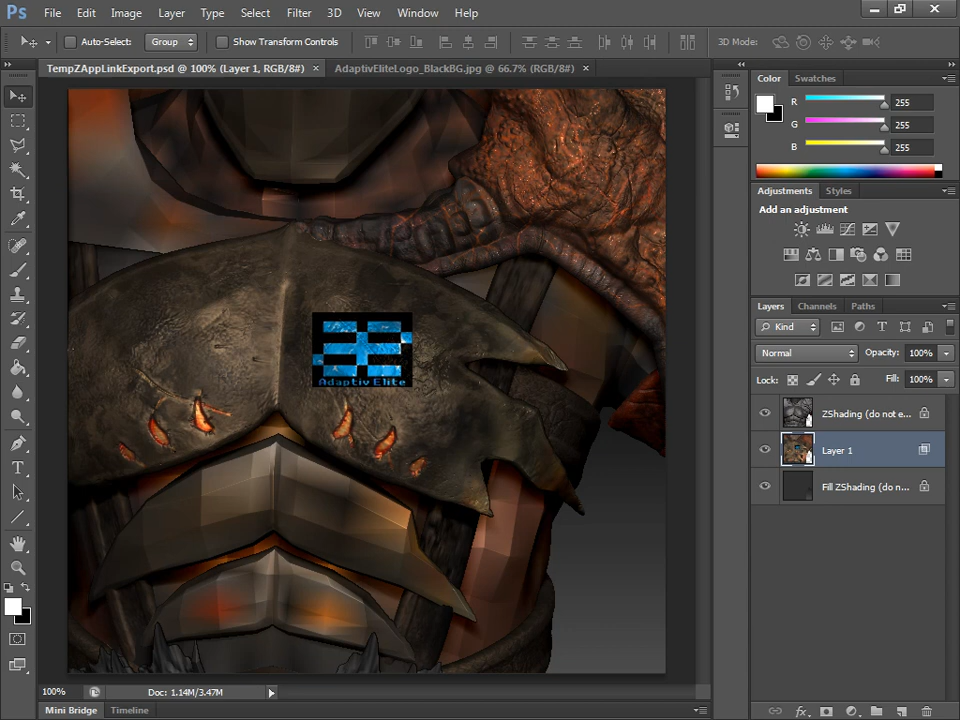 Ps File Edit Image Layer Type Select Filter 3D View Window Help
Auto-Select: Group Show Transform Controls 3D Mode:
TempZAppLinkExport.psd @ 100% (Layer 1, RGB/8#) × AdaptivEliteLogo_BlackBG.jpg @ 66.7% (RGB/8#) ×
Color Swatches
R 255
G 255
B 255
Adjustments Styles
Add an adjustment
Layers Channels Paths
Kind
Normal Opacity: 100%
Lock: Fill: 100%
ZShading (do not e...
Layer 1
Fill ZShading (do n...
Adaptiv Elite
100% Doc: 1.14M/3.47M
Mini Bridge Timeline